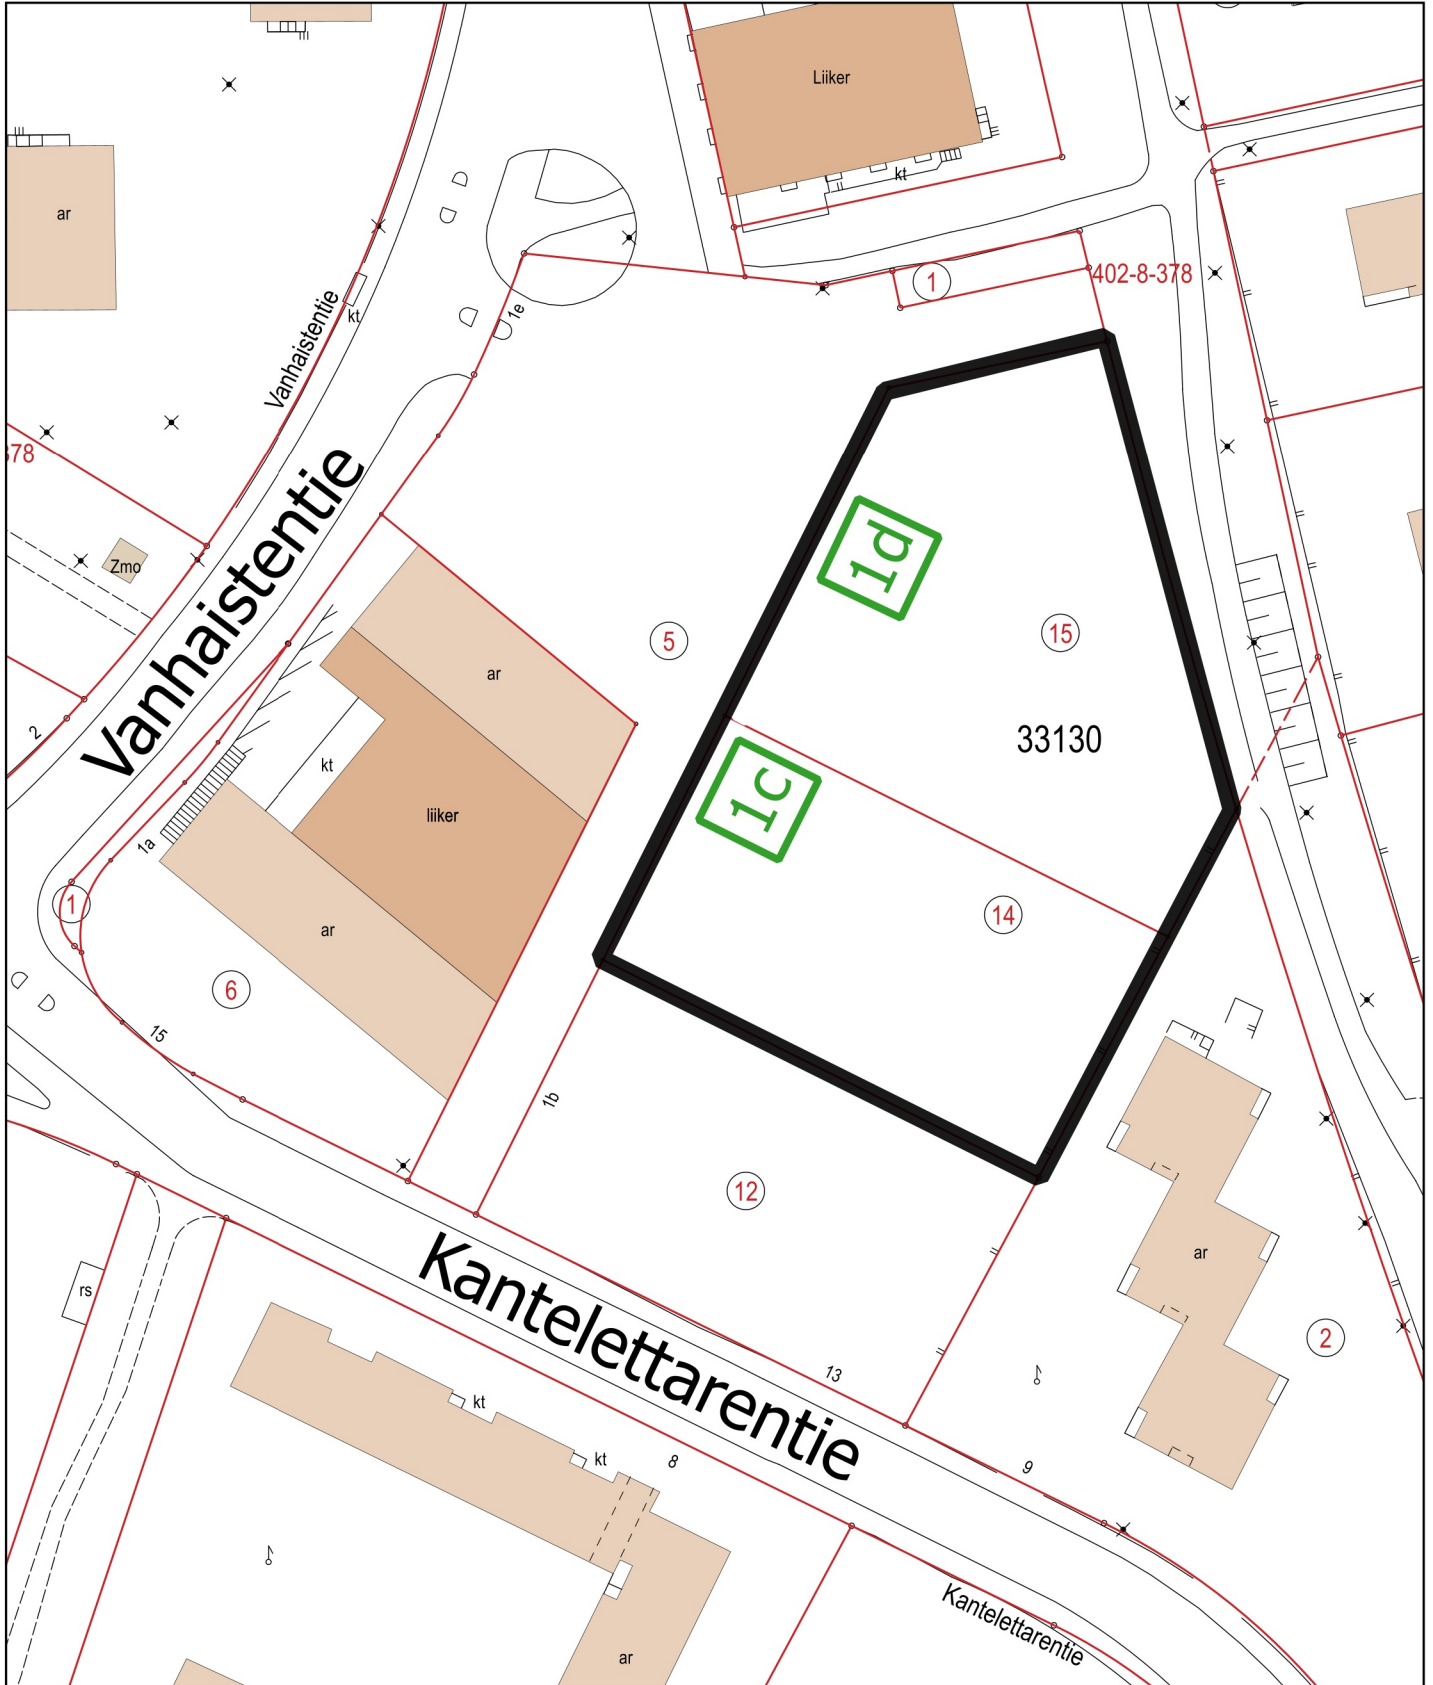 Liiker
kt
ar
1
402-8-378
Vanhaistentie
kt
1e
378
Vanhaistentie
1d
Zmo
5
15
ar
2
33130
kt
1c
liiker
1a
1
14
ar
6
15
1b
12
Kantelettarentie
ar
rs
2
13
kt
8
kt
9
Kantelettarentie
ar